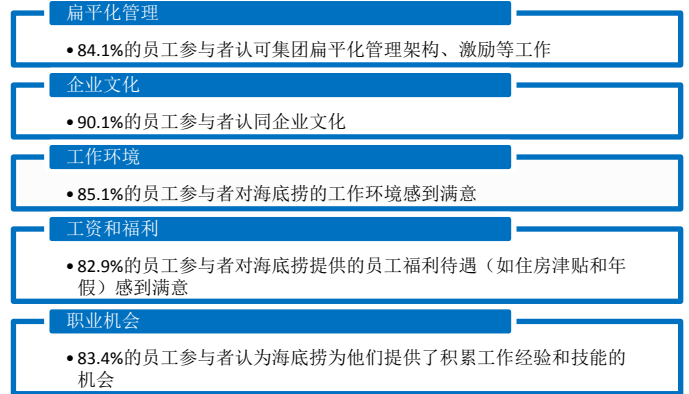 扁平化管理
•84.1%的员工参与者认可集团扁平化管理架构、激励等工作
企业文化
•90.1%的员工参与者认同企业文化
工作环境
•85.1%的员工参与者对海底捞的工作环境感到满意
工资和福利
•82.9%的员工参与者对海底捞提供的员工福利待遇（如住房津贴和年
假）感到满意
职业机会
•83.4%的员工参与者认为海底捞为他们提供了积累工作经验和技能的
机会